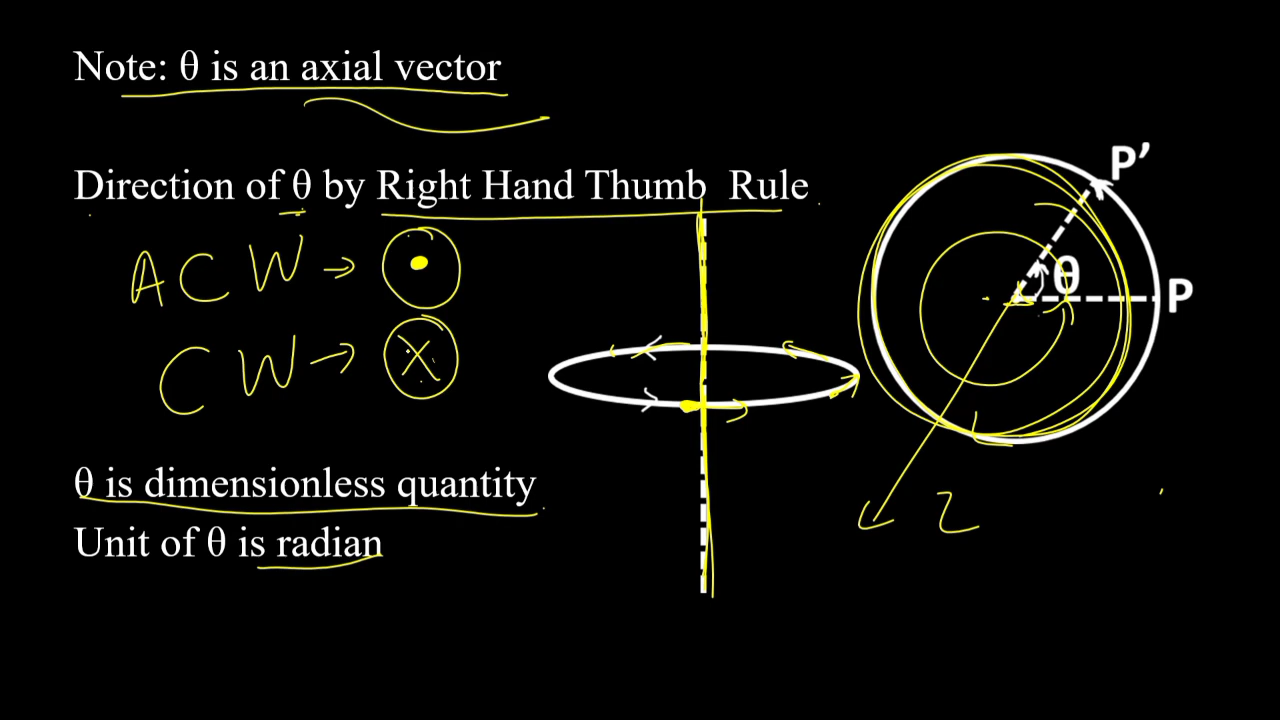 Note: θ is an axial vector
Direction of θ by Right Hand Thumb Rule
ACW →
CW →
θ is dimensionless quantity
Unit of θ is radian
P’
θ
P
Z